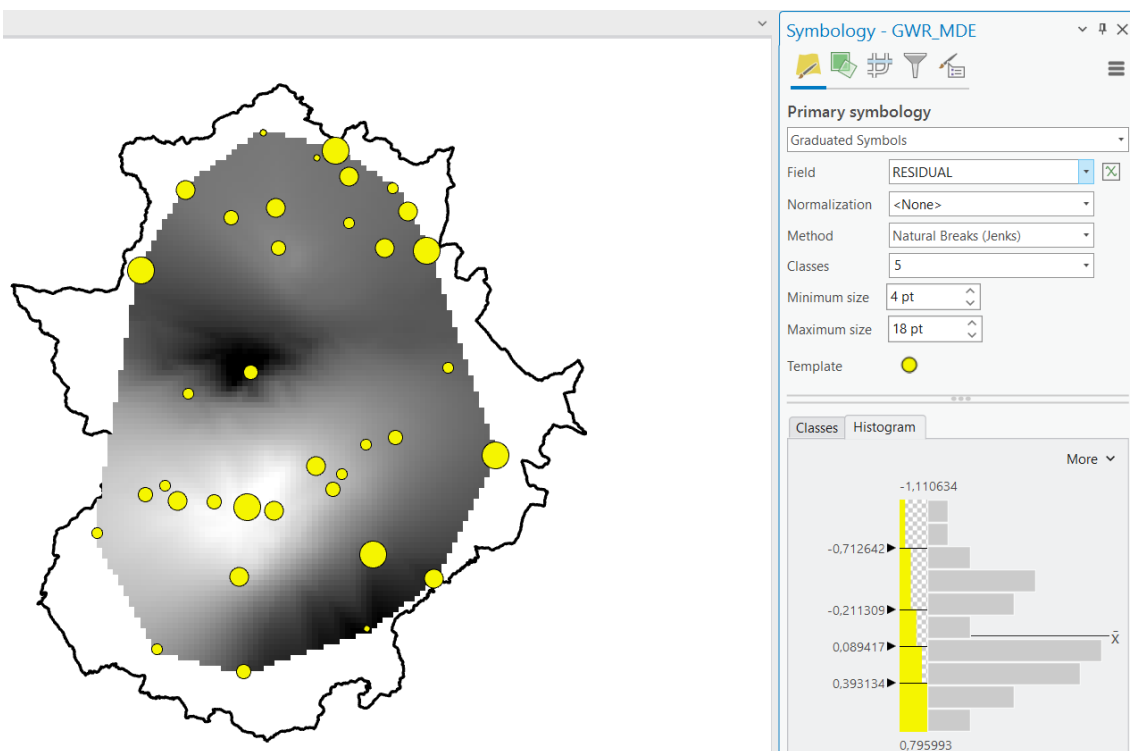 Symbology - GWR_MDE
Primary symbology
Graduated Symbols
Field RESIDUAL
Normalization <None>
Method Natural Breaks (Jenks)
Classes 5
Minimum size 4 pt
Maximum size 18 pt
Template
Classes Histogram
More
-1,110634
-0,712642
-0,211309
x̄
0,089417
0,393134
0,795993